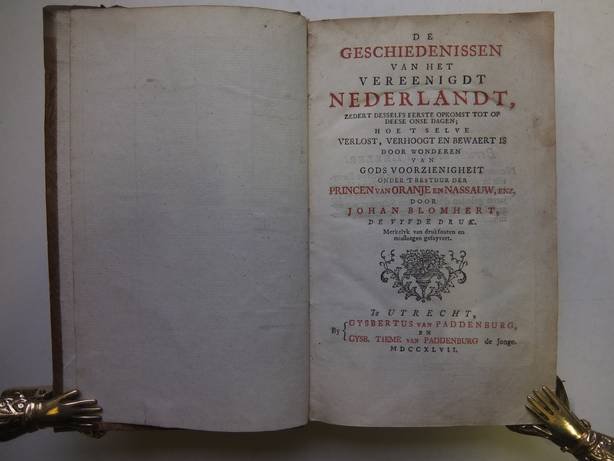 DE
GESCHIEDENISSEN
VAN HET
VEREENIGDT
NEDERLANDT,
ZEDERT DESSELFS EERSTE OPKOMST TOT OP
DEESE ONSE DAGEN;
HOE 'T SELVE
VERLOST, VERHOOGT EN BEWAERT IS
DOOR WONDEREN
VAN
GODS VOORZIENIGHEIT
ONDER 'T BESTUUR DER
PRINCEN VAN ORANJE EN NASSAUW, ENZ.
DOOR
JOHAN BLOMHERT,
DE VYFDE DRUK.
Merkelyk van drukfouten en
misslagen gesuyvert.
Te UTRECHT,
By { GYSBERTUS VAN PADDENBURG,
EN
GYSB. TIEME VAN PADDENBURG de Jonge.
MDCCXLVII.